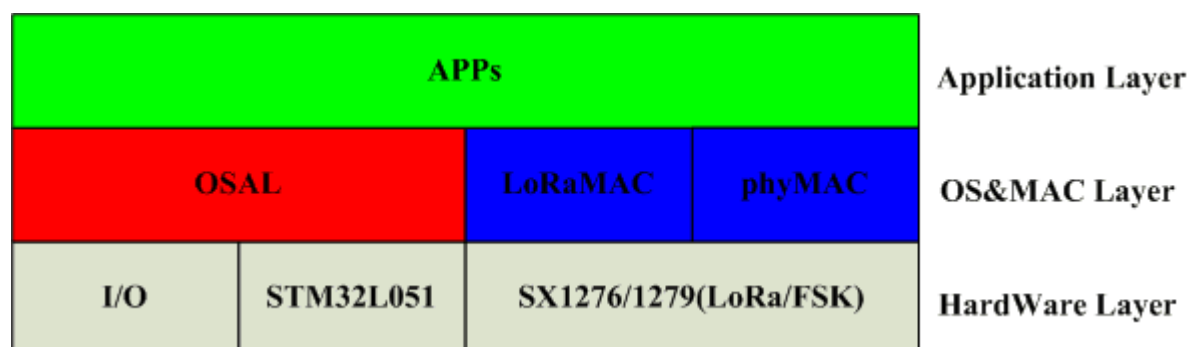 APPs
Application Layer
OSAL
LoRaMAC
phyMAC
OS&MAC Layer
I/O
STM32L051
SX1276/1279(LoRa/FSK)
HardWare Layer